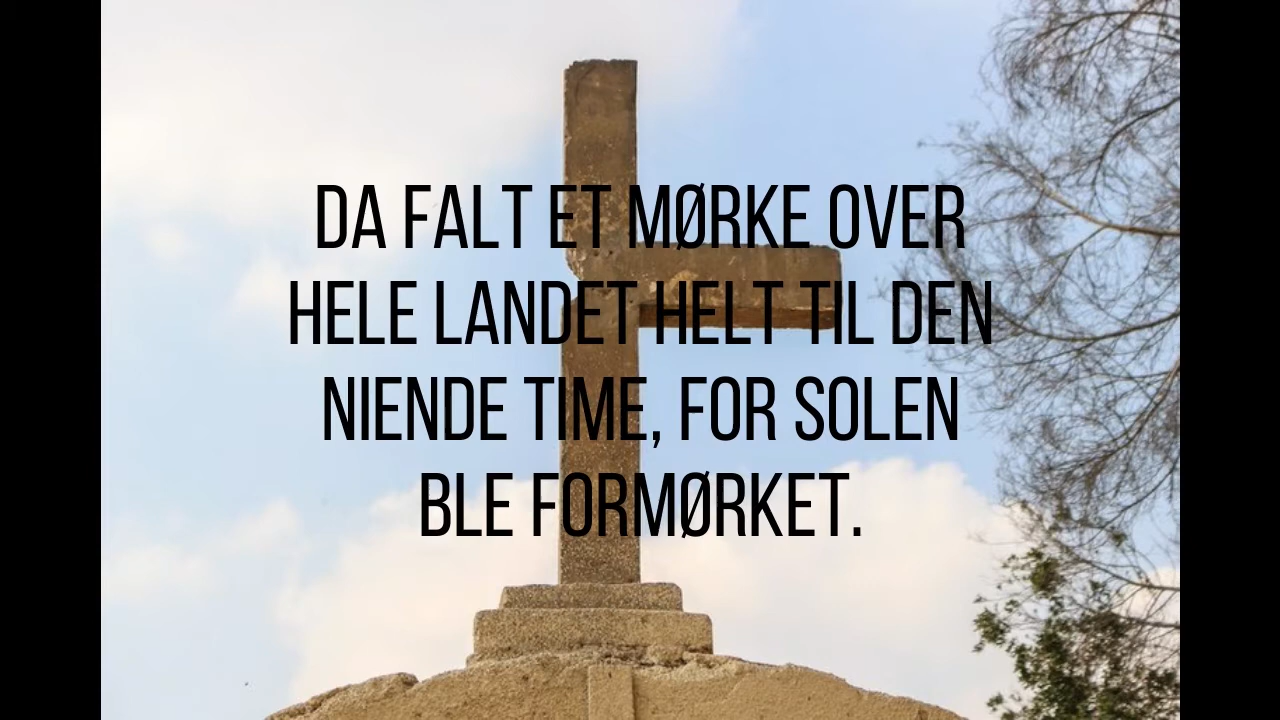 DA FALT ET MØRKE OVER
HELE LANDET HELT TIL DEN
NIENDE TIME, FOR SOLEN
BLE FORMØRKET.